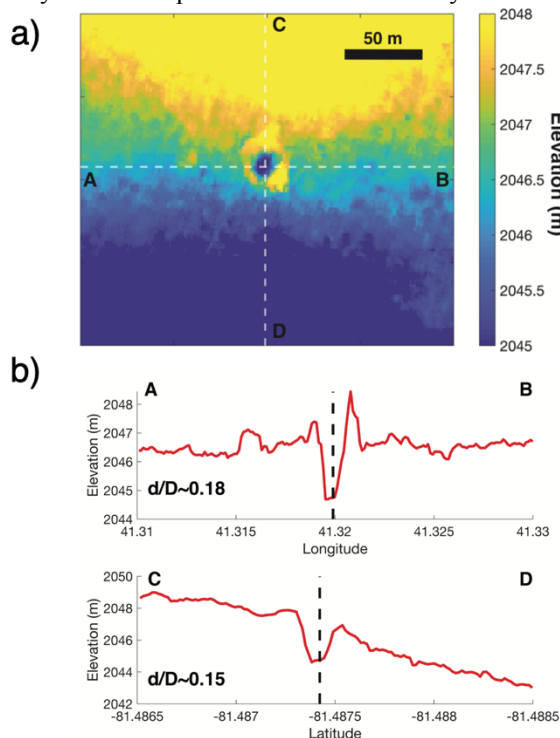 a)
C
50 m
A
B
D
2048
2047.5
2047
2046.5
2046
2045.5
2045
Elevation (m)
b)
A
B
2048
2047
2046
2045
2044
Elevation (m)
d/D~0.18
41.31
41.315
41.32
41.325
41.33
Longitude
C
D
2050
2048
2046
2044
2042
Elevation (m)
d/D~0.15
-81.4865
-81.487
-81.4875
-81.488
-81.4885
Latitude